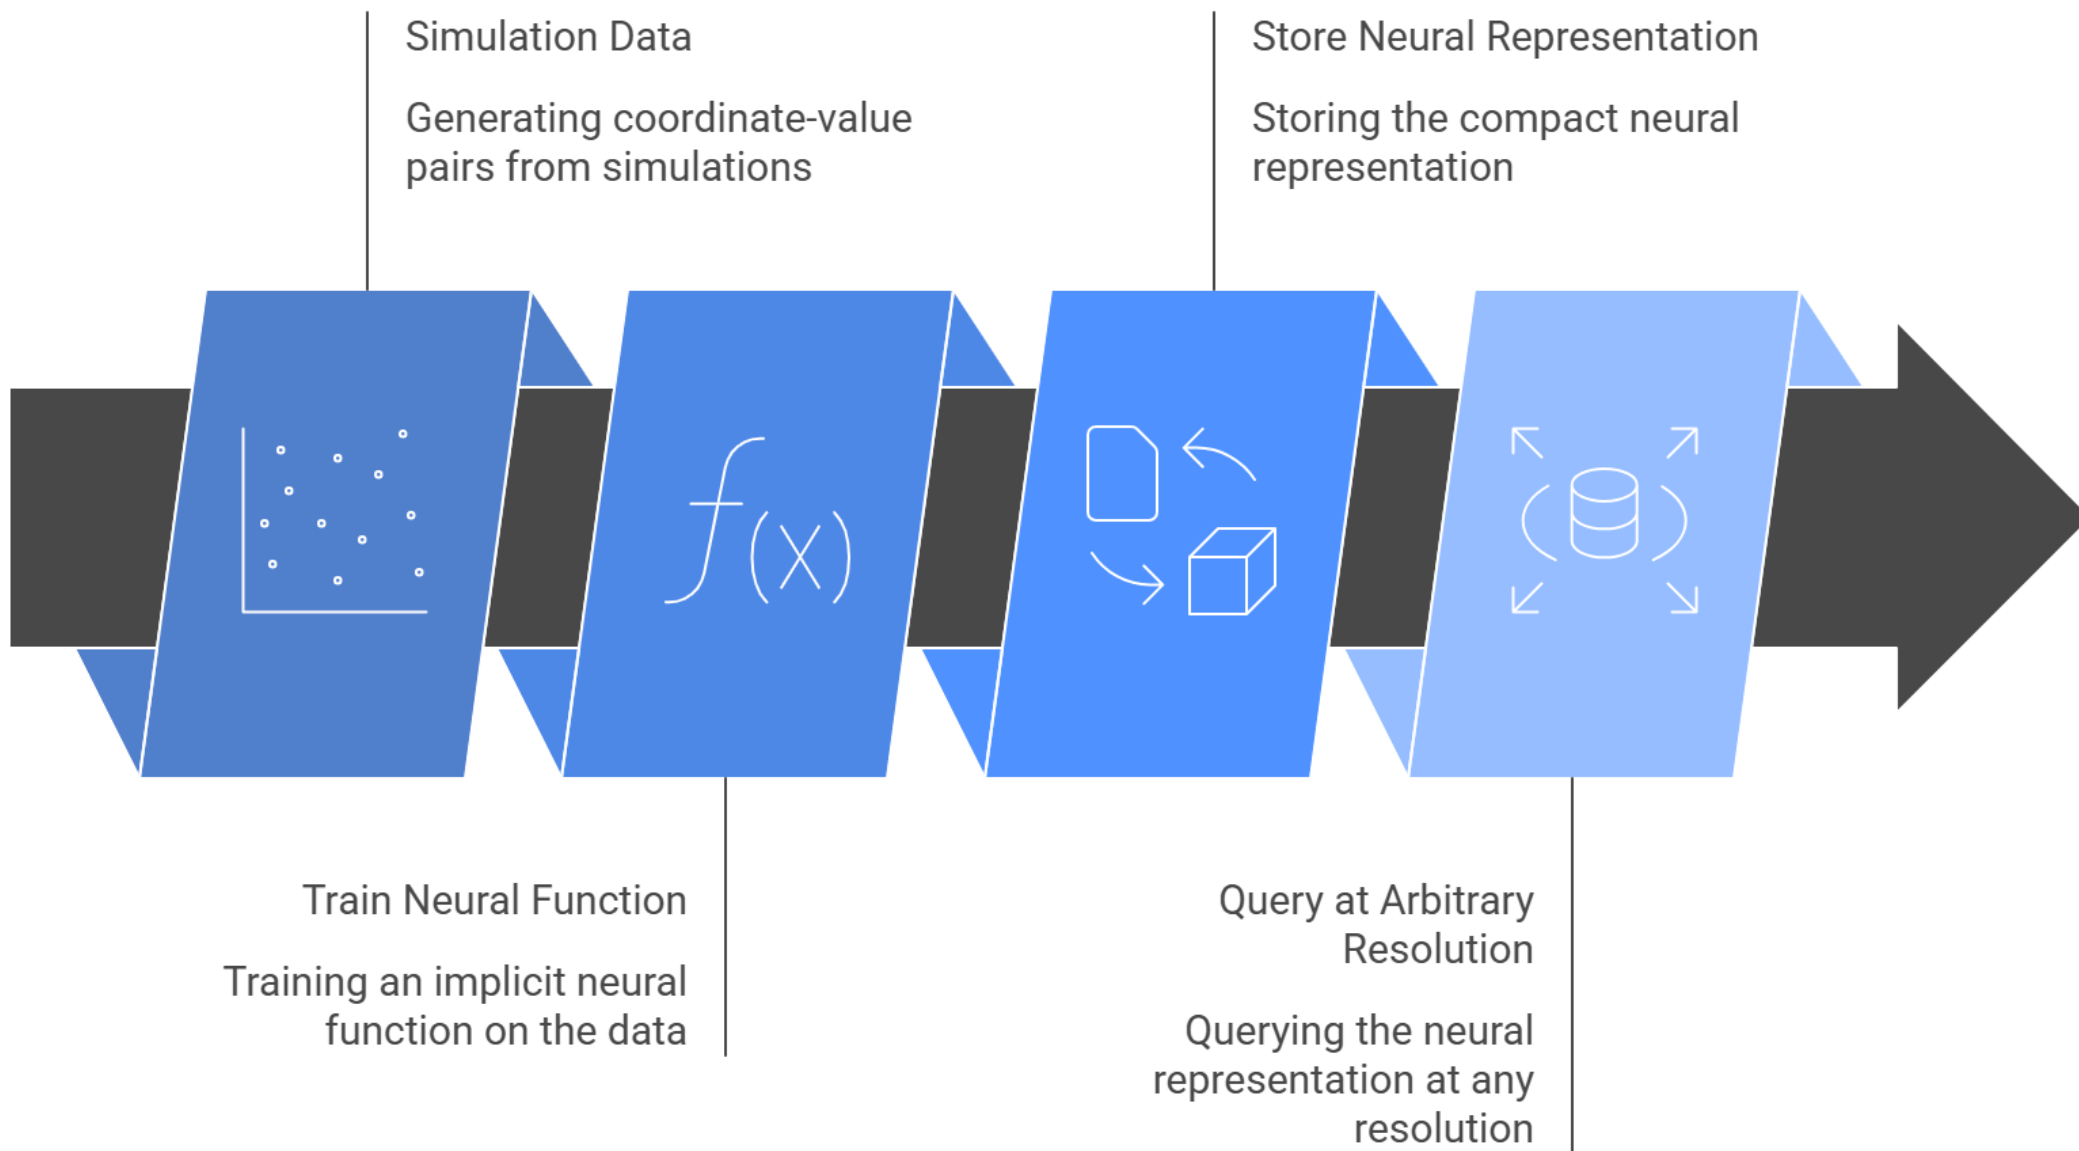 Simulation Data
Generating coordinate-value
pairs from simulations
Store Neural Representation
Storing the compact neural
representation
f(x)
Train Neural Function
Training an implicit neural
function on the data
Query at Arbitrary
Resolution
Querying the neural
representation at any
resolution